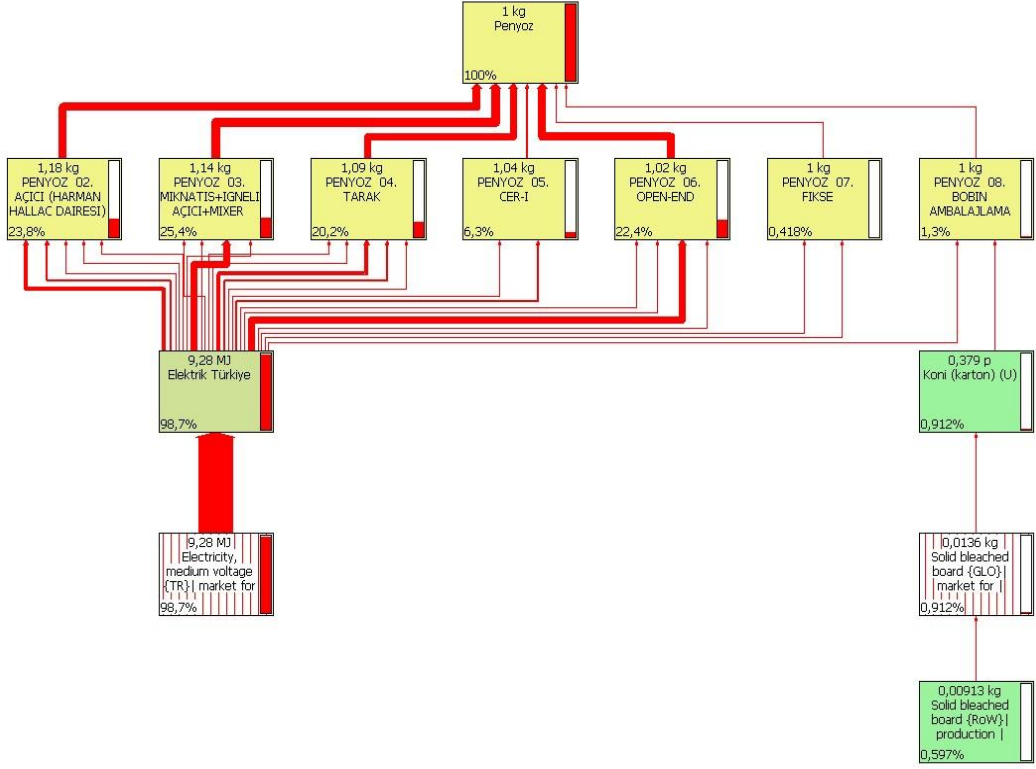 1 kg
Penyoz
100%
1,18 kg
PENYOZ 02.
AÇICI (HARMAN
HALLAC DAIRESI)
23,8%
1,14 kg
PENYOZ 03.
MIKNATIS+IGNELI
AÇICI+MIXER
25,4%
1,09 kg
PENYOZ 04.
TARAK
20,2%
1,04 kg
PENYOZ 05.
CER-I
6,3%
1,02 kg
PENYOZ 06.
OPEN-END
22,4%
1 kg
PENYOZ 07.
FIKSE
0,418%
1 kg
PENYOZ 08.
BOBIN
AMBALAJLAMA
1,3%
9,28 MJ
Elektrik Türkiye
98,7%
0,379 p
Koni (karton) (U)
0,912%
9,28 MJ
Electricity,
medium voltage
{TR}| market for
98,7%
0,0136 kg
Solid bleached
board {GLO}|
market for |
0,912%
0,00913 kg
Solid bleached
board {RoW}|
production |
0,597%